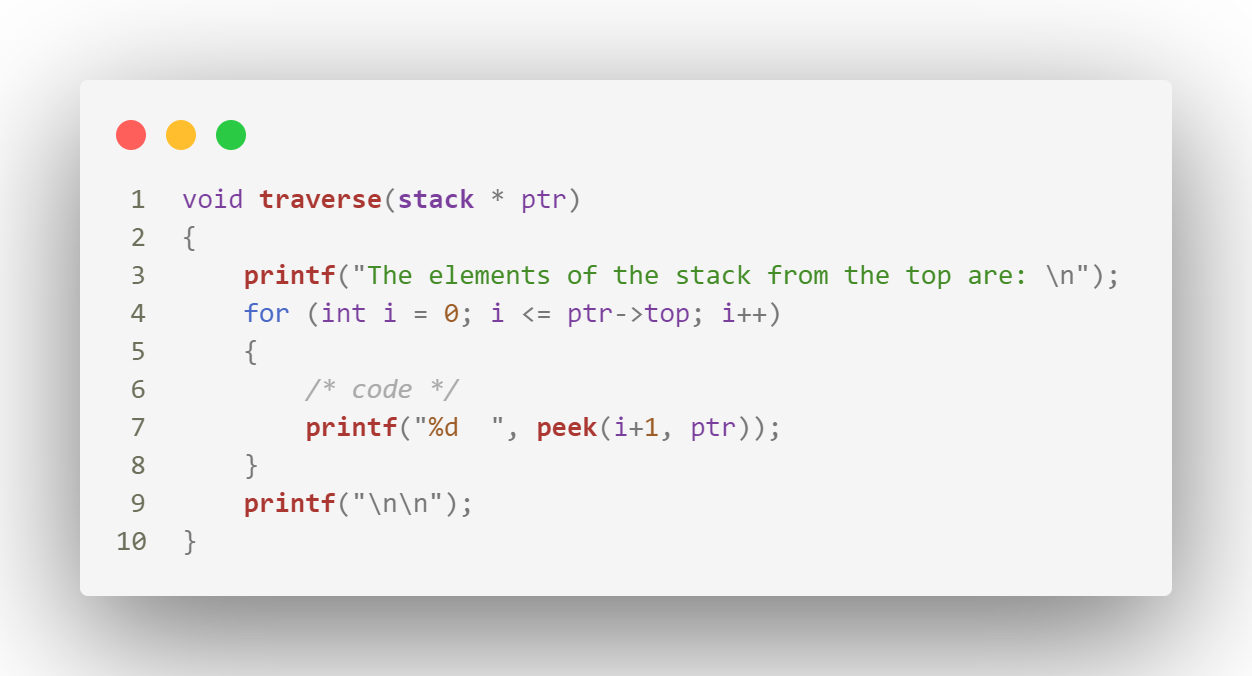 1 void traverse(stack * ptr)
2 {
3     printf("The elements of the stack from the top are: \n");
4     for (int i = 0; i <= ptr->top; i++)
5     {
6         /* code */
7         printf("%d  ", peek(i+1, ptr));
8     }
9     printf("\n\n");
10 }